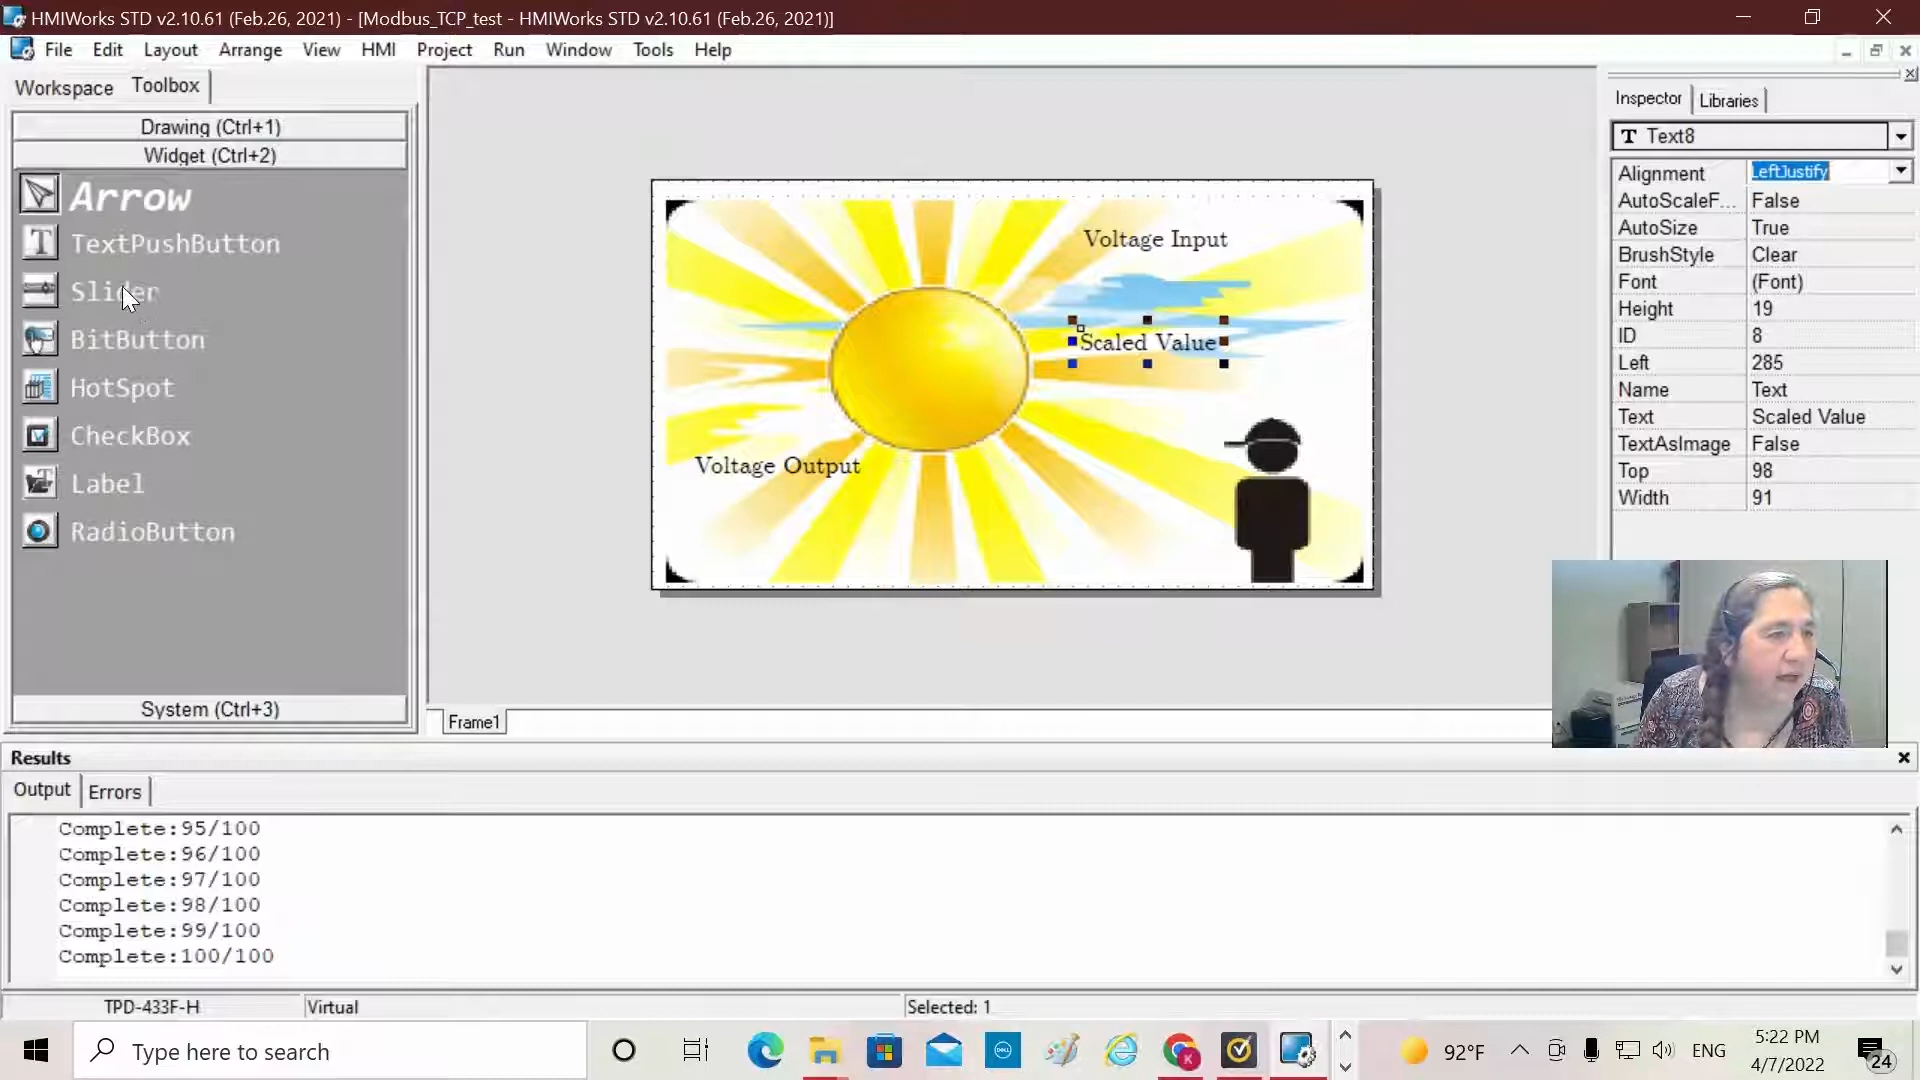 HMIWorks STD v2.10.61 (Feb.26, 2021) - [Modbus_TCP_test - HMIWorks STD v2.10.61 (Feb.26, 2021)]
File Edit Layout Arrange View HMI Project Run Window Tools Help
Workspace Toolbox
Drawing (Ctrl+1)
Widget (Ctrl+2)
Arrow
TextPushButton
Slider
BitButton
HotSpot
CheckBox
Label
RadioButton
System (Ctrl+3)
Voltage Input
Scaled Value
Voltage Output
Frame1
Inspector Libraries
T Text8
Alignment LeftJustify
AutoScaleF... False
AutoSize True
BrushStyle Clear
Font (Font)
Height 19
ID 8
Left 285
Name Text
Text Scaled Value
TextAsImage False
Top 98
Width 91
Results
Output Errors
Complete:95/100
Complete:96/100
Complete:97/100
Complete:98/100
Complete:99/100
Complete:100/100
TPD-433F-H Virtual Selected: 1
Type here to search
DELL
K
92°F
ENG
5:22 PM
4/7/2022
24